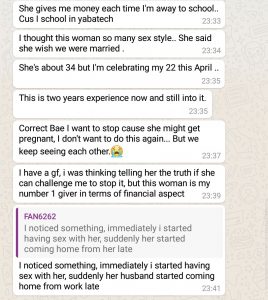 She gives me money each time I'm away to school..
Cus I school in yabatech
23:33
I thought this woman so many sex style.. She said
she wish we were married .
23:34
She's about 34 but I'm celebrating my 22 this April ..
23:35
This is two years experience now and still into it.
23:35
Correct Bae I want to stop cause she might get
pregnant, I don't want to do this again... But we
keep seeing each other.😭
23:37
I have a gf, i was thinking telling her the truth if she
can challenge me to stop it, but this woman is my
number 1 giver in terms of financial aspect
23:39
FAN6262
I noticed something, immediately i started
having sex with her, suddenly her started
coming home from her late
I noticed something, immediately i started
having sex with her, suddenly her husband started
coming home from work late
23:41